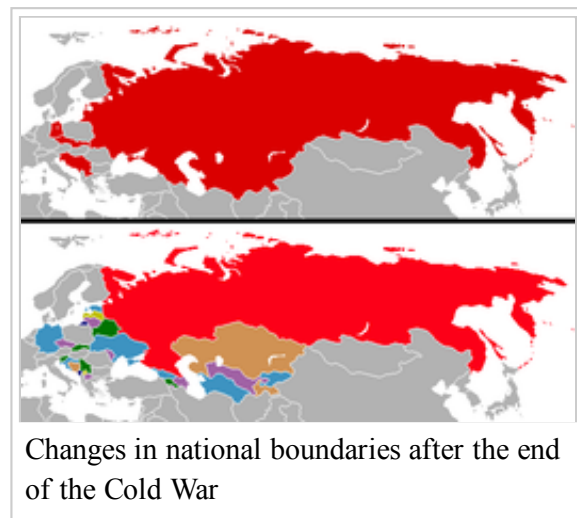 Changes in national boundaries after the end
of the Cold War